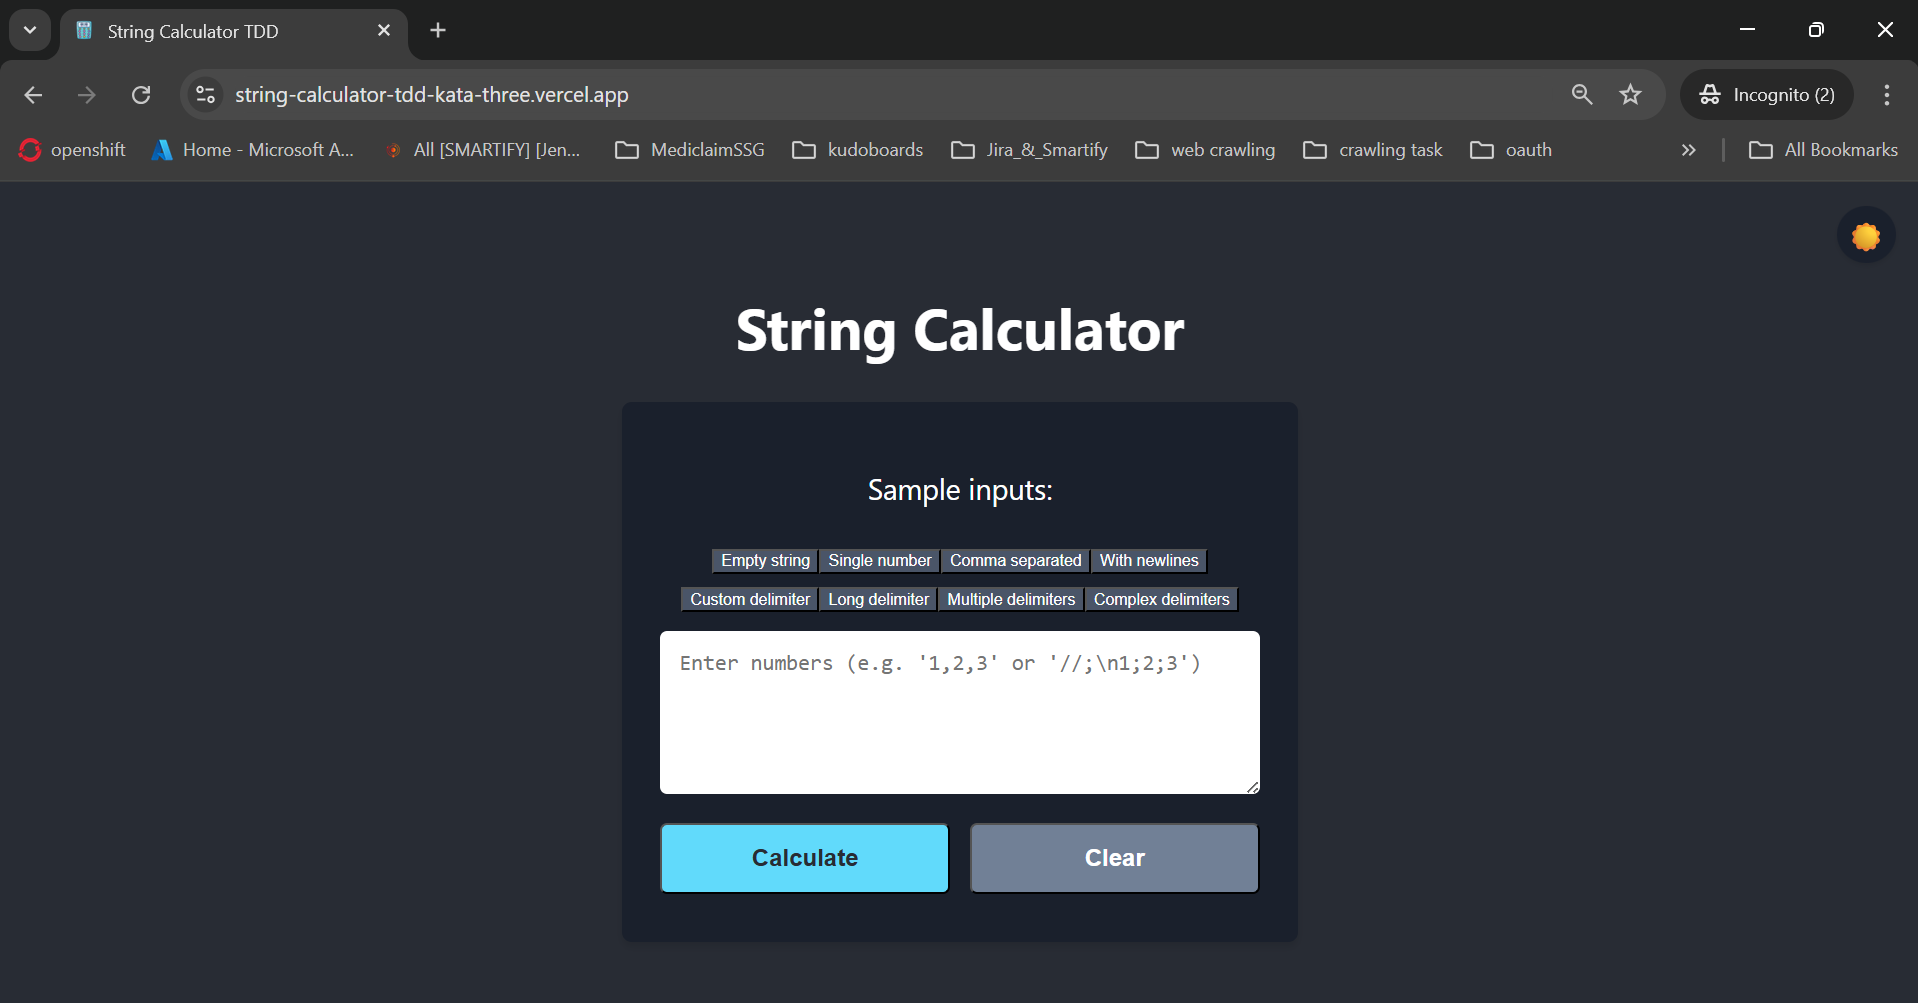 String Calculator TDD
string-calculator-tdd-kata-three.vercel.app
Incognito (2)
openshift
Home - Microsoft A...
All [SMARTIFY] [Jen...
MediclaimSSG
kudoboards
Jira_&_Smartify
web crawling
crawling task
oauth
All Bookmarks
String Calculator
Sample inputs:
Empty string Single number Comma separated With newlines
Custom delimiter Long delimiter Multiple delimiters Complex delimiters
Enter numbers (e.g. '1,2,3' or '//;\n1;2;3')
Calculate Clear